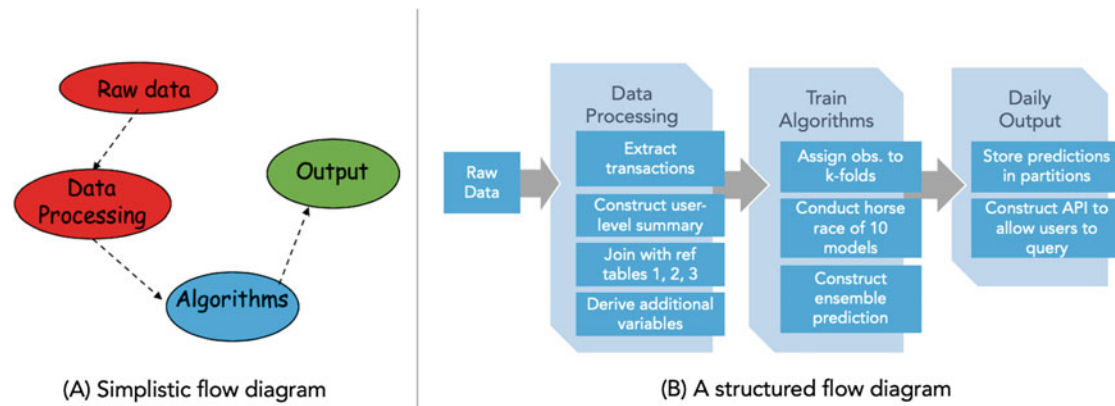 Raw data
Data
Processing
Algorithms
Output
(A) Simplistic flow diagram
Raw
Data
Data
Processing
Extract
transactions
Construct user-
level summary
Join with ref
tables 1, 2, 3
Derive additional
variables
Train
Algorithms
Assign obs. to
k-folds
Conduct horse
race of 10
models
Construct
ensemble
prediction
Daily
Output
Store predictions
in partitions
Construct API to
allow users to
query
(B) A structured flow diagram